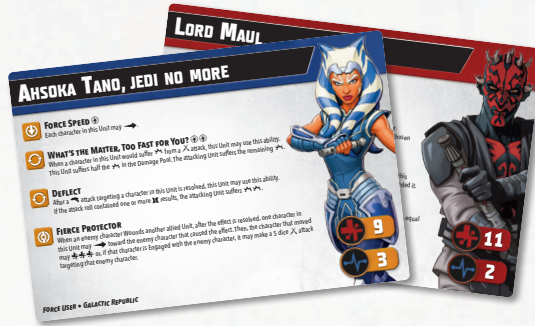 LORD MAUL
AHSOKA TANO, JEDI NO MORE
FORCE SPEED
Each character in this Unit may .
WHAT'S THE MATTER, TOO FAST FOR YOU?
When a character in this Unit would suffer from a attack, this Unit may use this ability.
This Unit suffers half the in the Damage Pool. The attacking Unit suffers the remaining .
DEFLECT
After a attack targeting a character in this Unit is resolved, this Unit may use this ability.
If the attack roll contained one or more results, the attacking Unit suffers .
FIERCE PROTECTOR
When an enemy character Wounds another allied Unit, after the effect is resolved, one character in
this Unit may toward the enemy character that caused the effect. Then, the character that moved
may or, if that character is Engaged with the enemy character, it may make a 5 dice attack
targeting that enemy character.
9
3
FORCE USER • GALACTIC REPUBLIC
this
equal
11
2